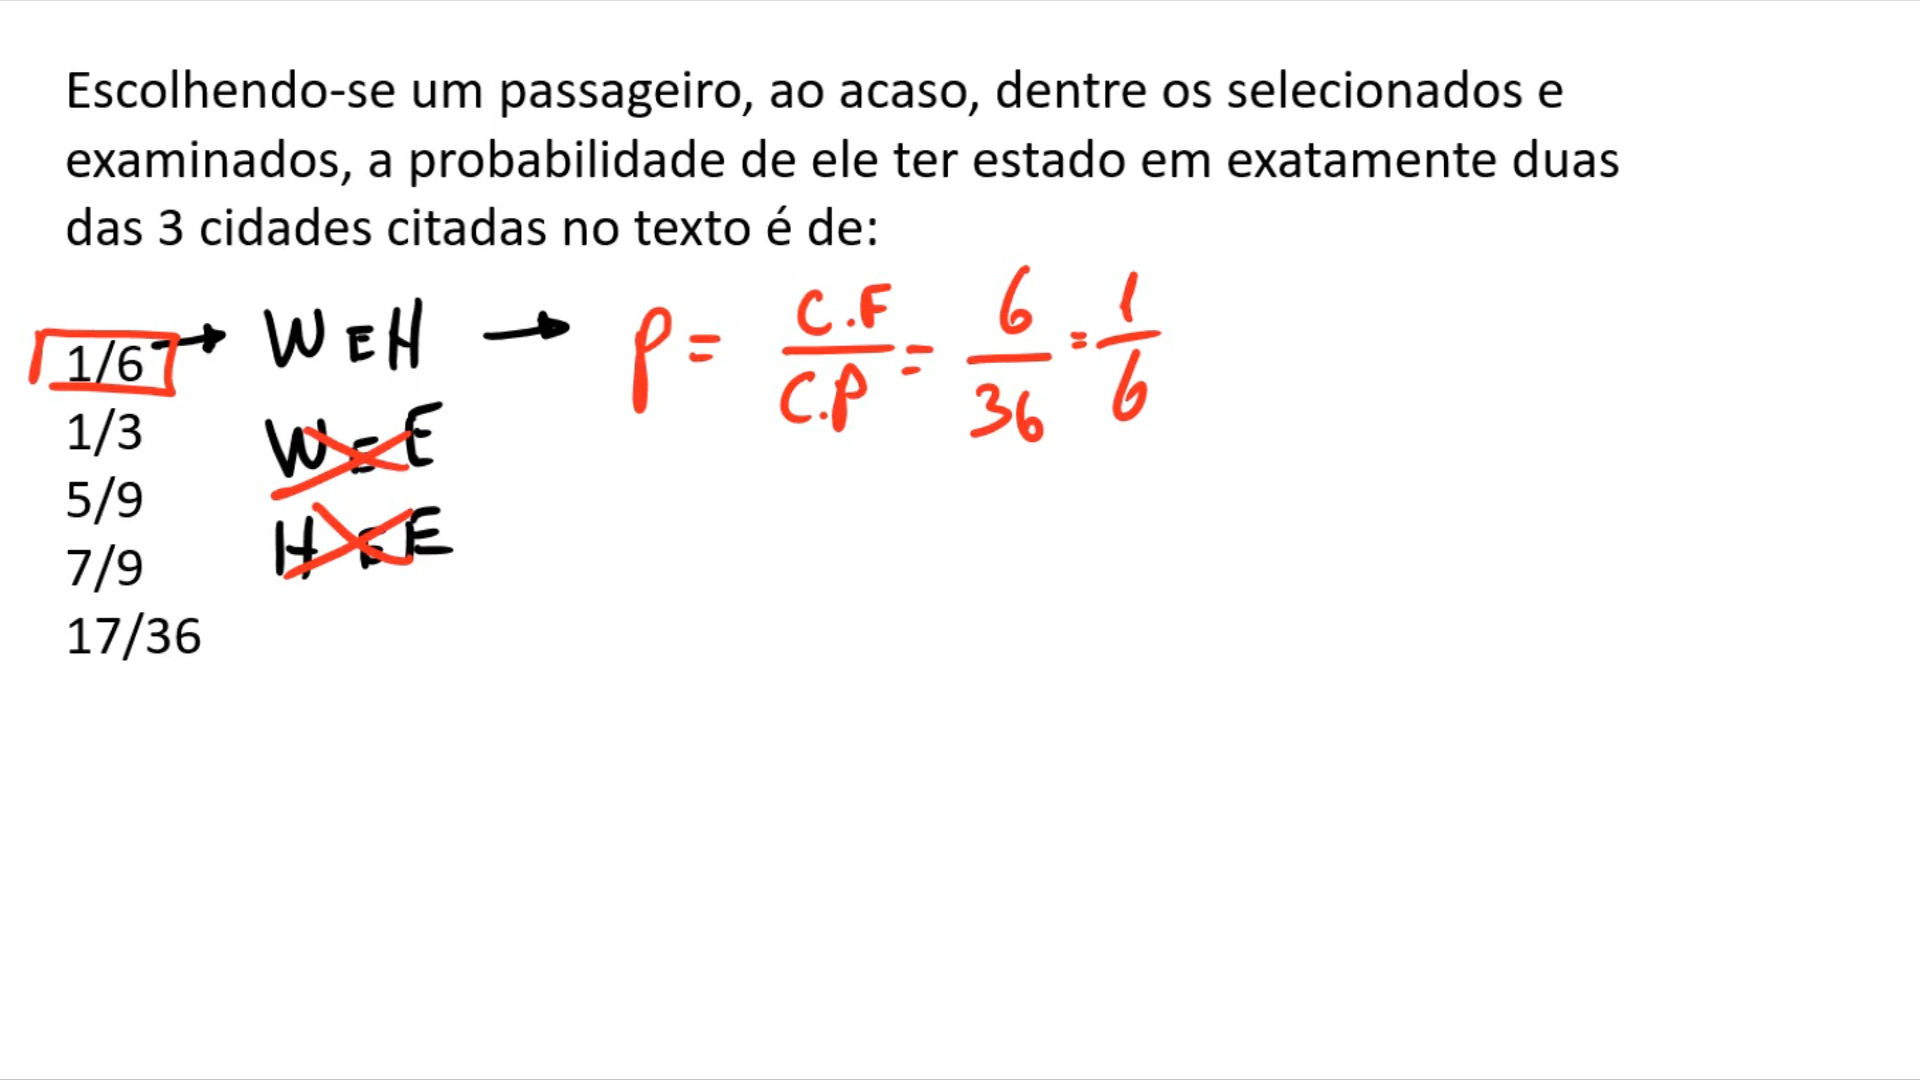 Escolhendo-se um passageiro, ao acaso, dentre os selecionados e
examinados, a probabilidade de ele ter estado em exatamente duas
das 3 cidades citadas no texto é de:
1/6 → W E H → P = C.F / C.P = 6/36 = 1/6
1/3 W E E
5/9
7/9 H E E
17/36